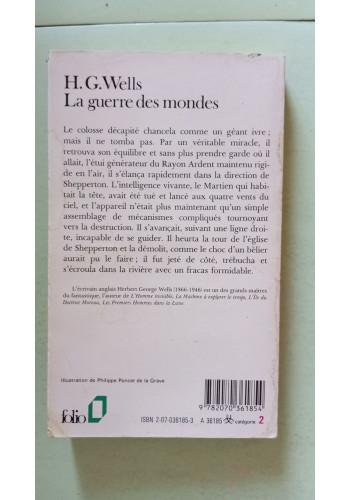 H. G. Wells
La guerre des mondes
Le colosse décapité chancela comme un géant ivre ;
mais il ne tomba pas. Par un véritable miracle, il
retrouva son équilibre et sans plus prendre garde où il
allait, l'étui générateur du Rayon Ardent maintenu rigi-
de en l'air, il s'élança rapidement dans la direction de
Shepperton. L'intelligence vivante, le Martien qui habi-
tait la tête, avait été tué et lancé aux quatre vents du
ciel, et l'appareil n'était plus maintenant qu'un simple
assemblage de mécanismes compliqués tournoyant
vers la destruction. Il s'avançait, suivant une ligne droi-
te, incapable de se guider. Il heurta la tour de l'église
de Shepperton et la démolit, comme le choc d'un bélier
aurait pu le faire ; il fut jeté de côté, trébucha et
s'écroula dans la rivière avec un fracas formidable.
L'écrivain anglais Herbert George Wells (1866-1946) est un des grands maîtres
du fantastique, l'auteur de L'Homme invisible, La Machine à explorer le temps, L'Île du
Docteur Moreau, Les Premiers Hommes dans la Lune.
Illustration de Philippe Poncet de la Grave
9 782070 361854
folio
ISBN 2-07-036185-3 A 36185 catégorie 2